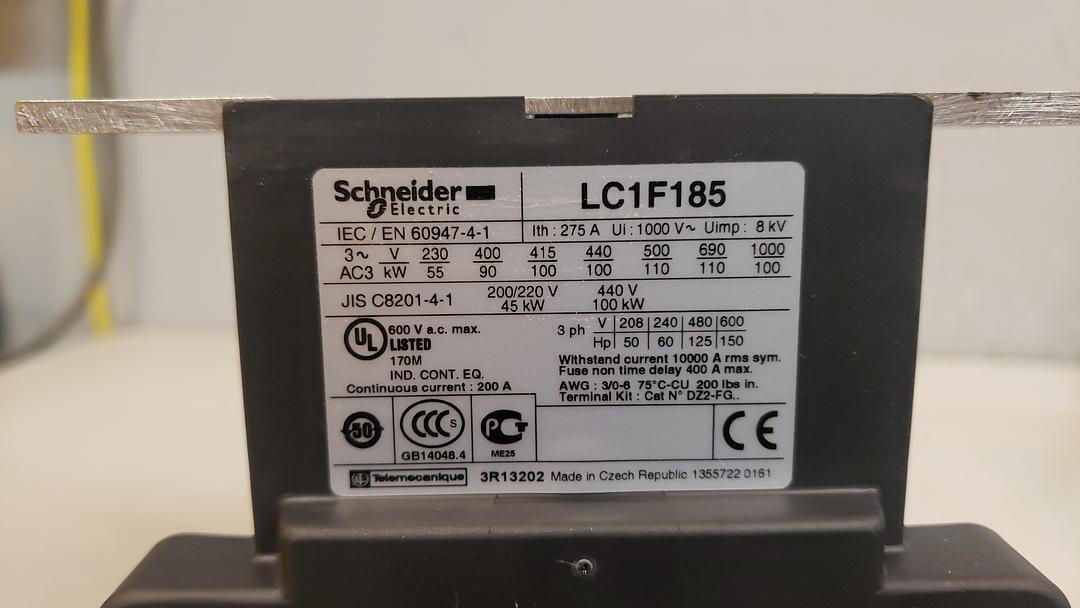 Schneider Electric
LC1F185
IEC / EN 60947-4-1
Ith : 275 A Ui : 1000 V~ Uimp : 8 kV
3~ V 230 400 415 440 500 690 1000
AC3 kW 55 90 100 100 110 110 100
JIS C8201-4-1
200/220 V 440 V
45 kW 100 kW
UL
600 V a.c. max.
LISTED
170M
IND. CONT. EQ.
Continuous current : 200 A
3 ph
V 208 240 480 600
Hp 50 60 125 150
Withstand current 10000 A rms sym.
Fuse non time delay 400 A max.
AWG : 3/0-6 75°C-CU 200 lbs in.
Terminal Kit : Cat N° DZ2-FG..
50
CCC S
GB14048.4
PCT
ME25
CE
Telemecanique
3R13202 Made in Czech Republic 1355722 0161